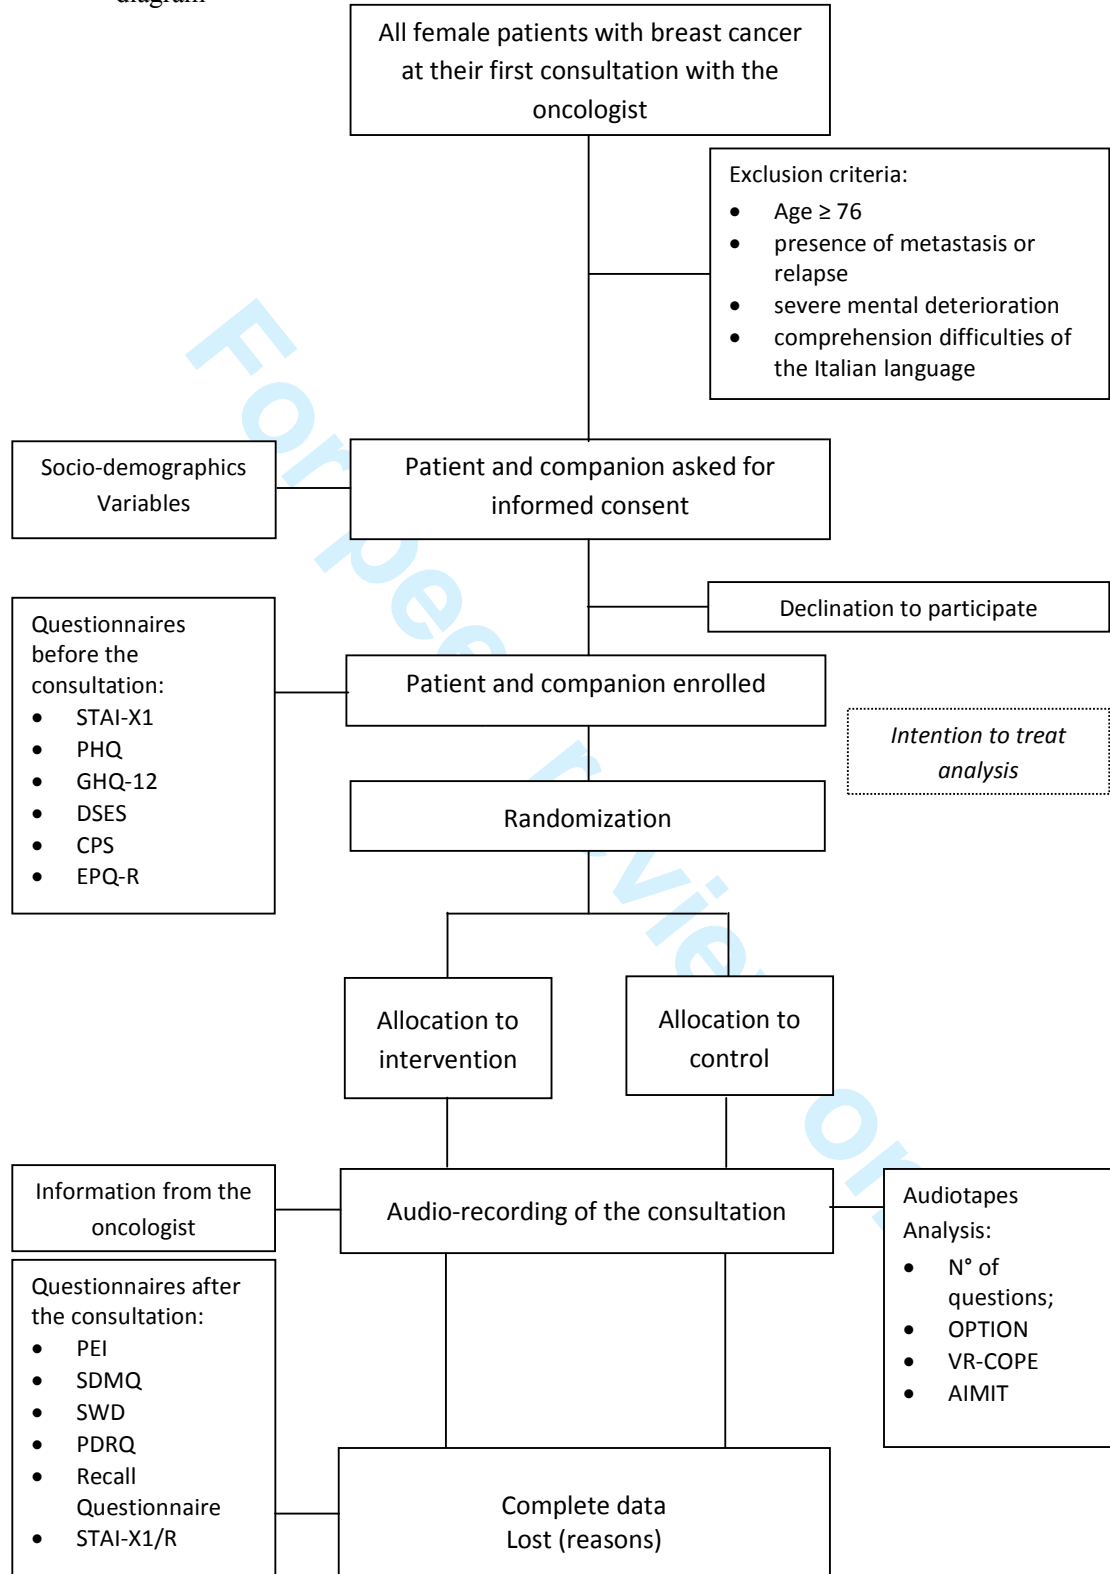 diagram
All female patients with breast cancer
at their first consultation with the
oncologist
Exclusion criteria:
• Age ≥ 76
• presence of metastasis or
relapse
• severe mental deterioration
• comprehension difficulties of
the Italian language
Socio-demographics
Variables
Patient and companion asked for
informed consent
Declination to participate
Questionnaires
before the
consultation:
• STAI-X1
• PHQ
• GHQ-12
• DSES
• CPS
• EPQ-R
Patient and companion enrolled
Intention to treat
analysis
Randomization
Allocation to
intervention
Allocation to
control
Information from the
oncologist
Audio-recording of the consultation
Audiotapes
Analysis:
• N° of
questions;
• OPTION
• VR-COPE
• AIMIT
Questionnaires after
the consultation:
• PEI
• SDMQ
• SWD
• PDRQ
• Recall
Questionnaire
• STAI-X1/R
Complete data
Lost (reasons)
For peer review on